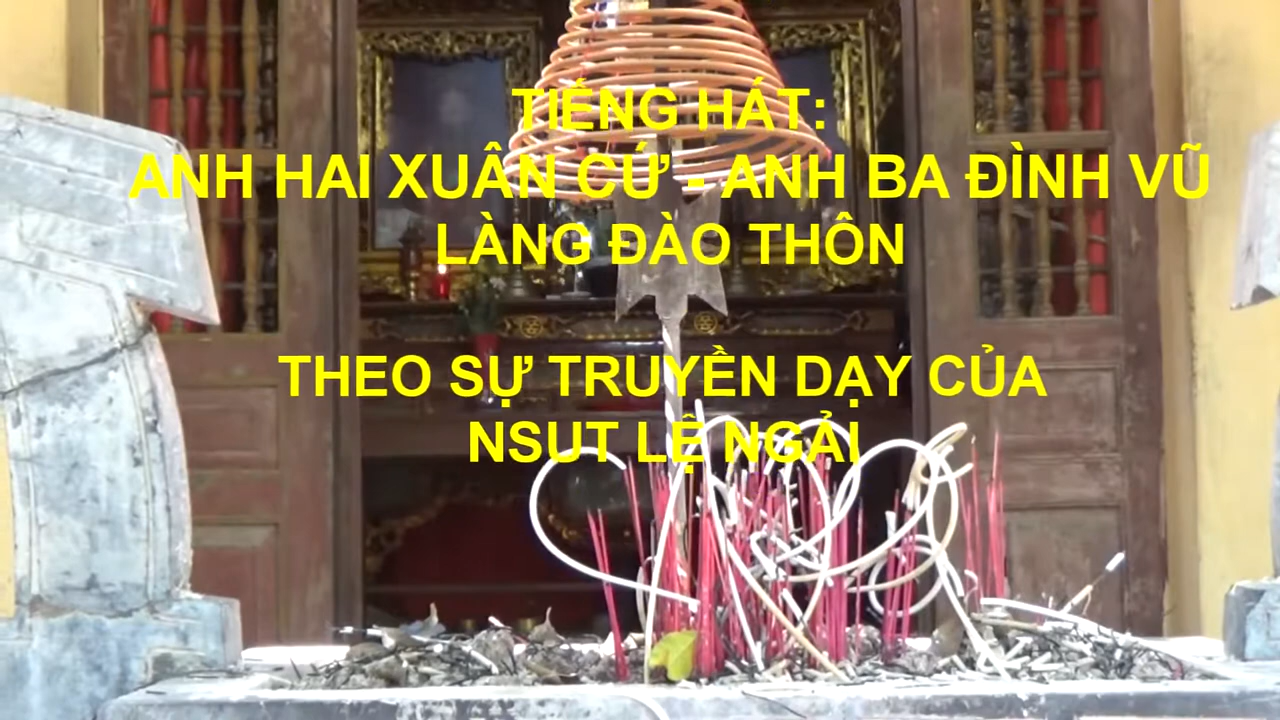 TIẾNG HÁT:
ANH HAI XUÂN CỨ - ANH BA ĐÌNH VŨ
LÀNG ĐÀO THÔN
THEO SỰ TRUYỀN DẠY CỦA
NSUT LỆ NGẢI